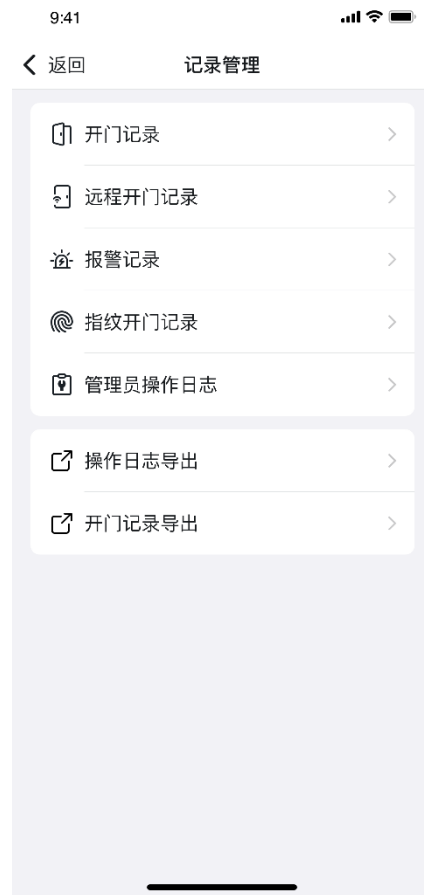 9:41
返回
记录管理
开门记录
远程开门记录
报警记录
指纹开门记录
管理员操作日志
操作日志导出
开门记录导出